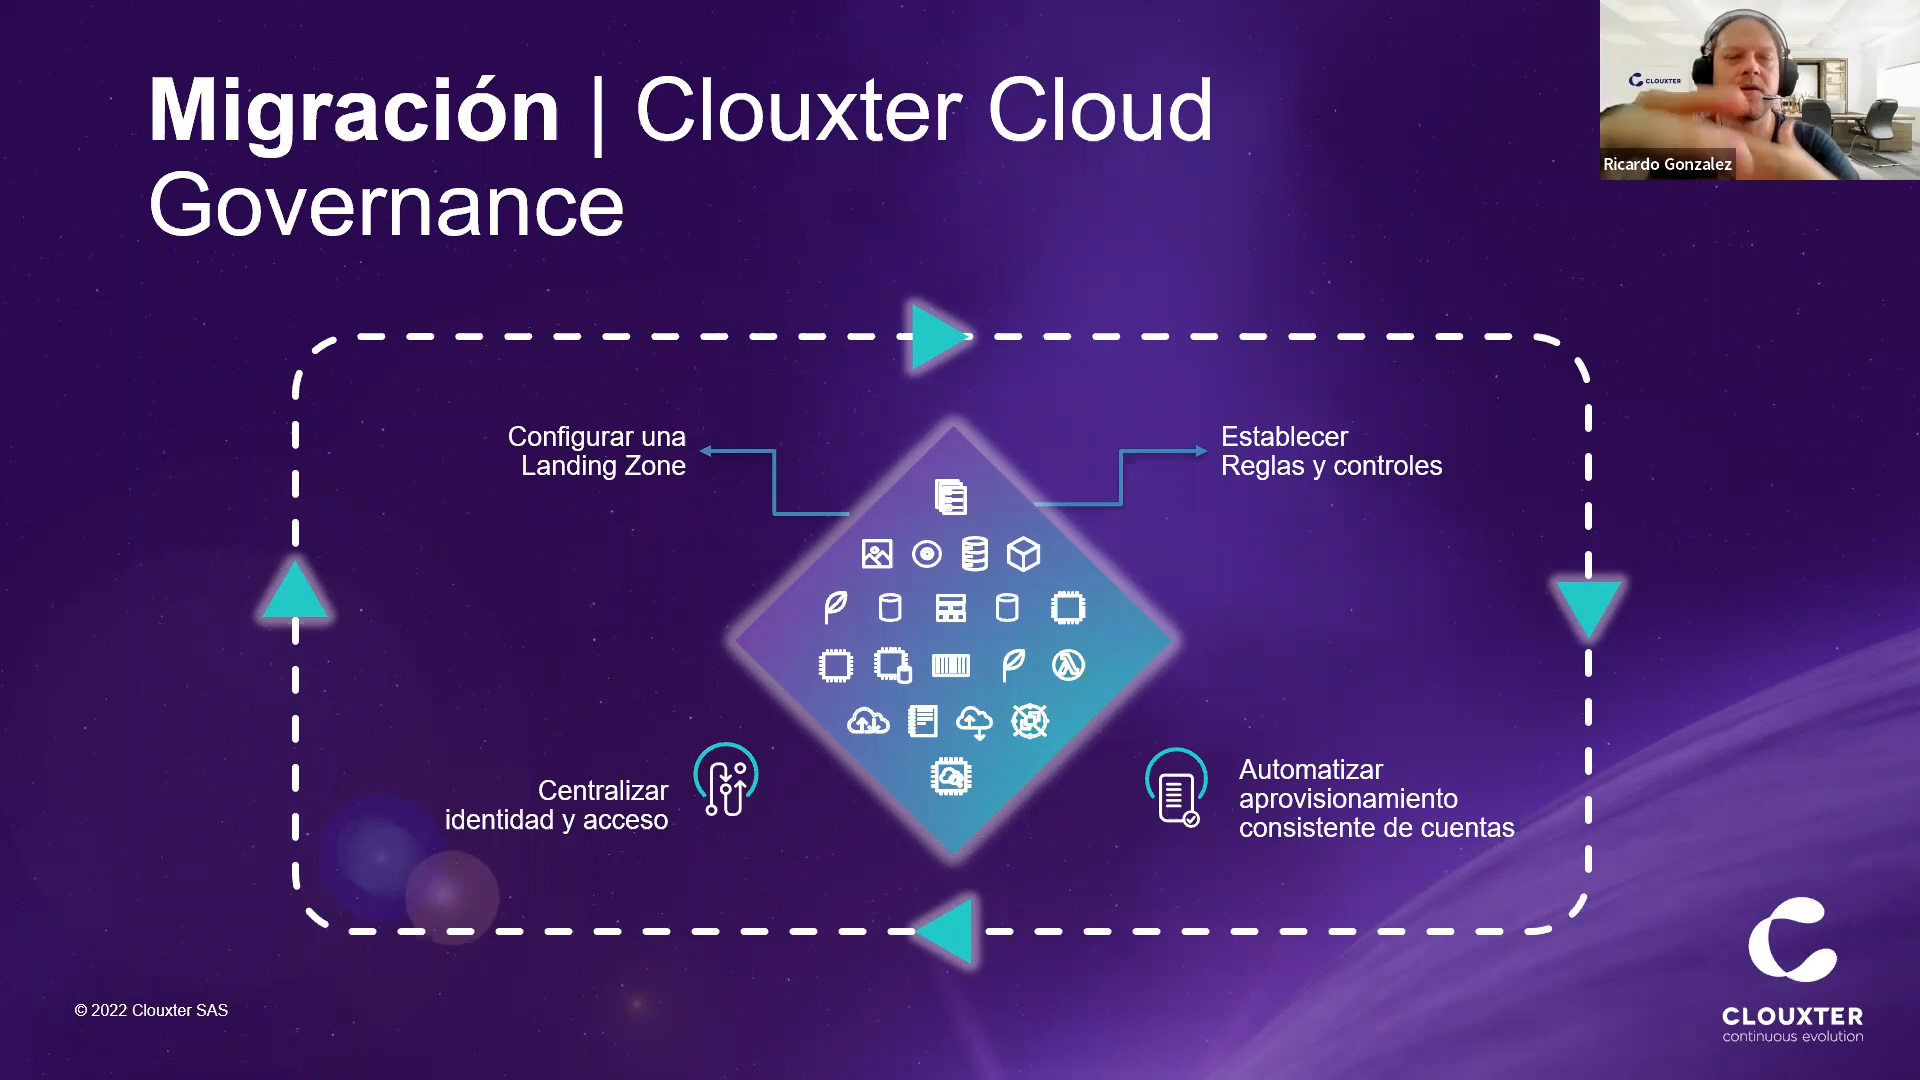 Migración | Clouxter Cloud
Governance
CLOUXTER
Ricardo Gonzalez
Configurar una
Landing Zone
Establecer
Reglas y controles
Centralizar
identidad y acceso
Automatizar
aprovisionamiento
consistente de cuentas
© 2022 Clouxter SAS
CLOUXTER
continuous evolution